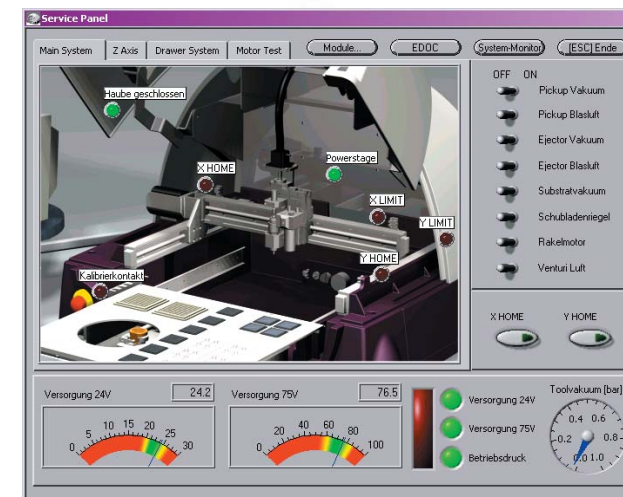 Service Panel
Main System
Z Axis
Drawer System
Motor Test
Module...
EDOC
System-Monitor
[ESC] Ende
OFF ON
Pickup Vakuum
Pickup Blasluft
Ejector Vakuum
Ejector Blasluft
Substratvakuum
Schubladenriegel
Rakelmotor
Venturi Luft
Haube geschlossen
X HOME
Powerstage
X LIMIT
Y LIMIT
Y HOME
Kalibrierkontakt
X HOME
Y HOME
Versorgung 24V
24.2
0 5 10 15 20 25 30
Versorgung 75V
76.5
0 20 40 60 80 100
Versorgung 24V
Versorgung 75V
Betriebsdruck
Toolvakuum [bar]
0.0 0.2 0.4 0.6 0.8 1.0